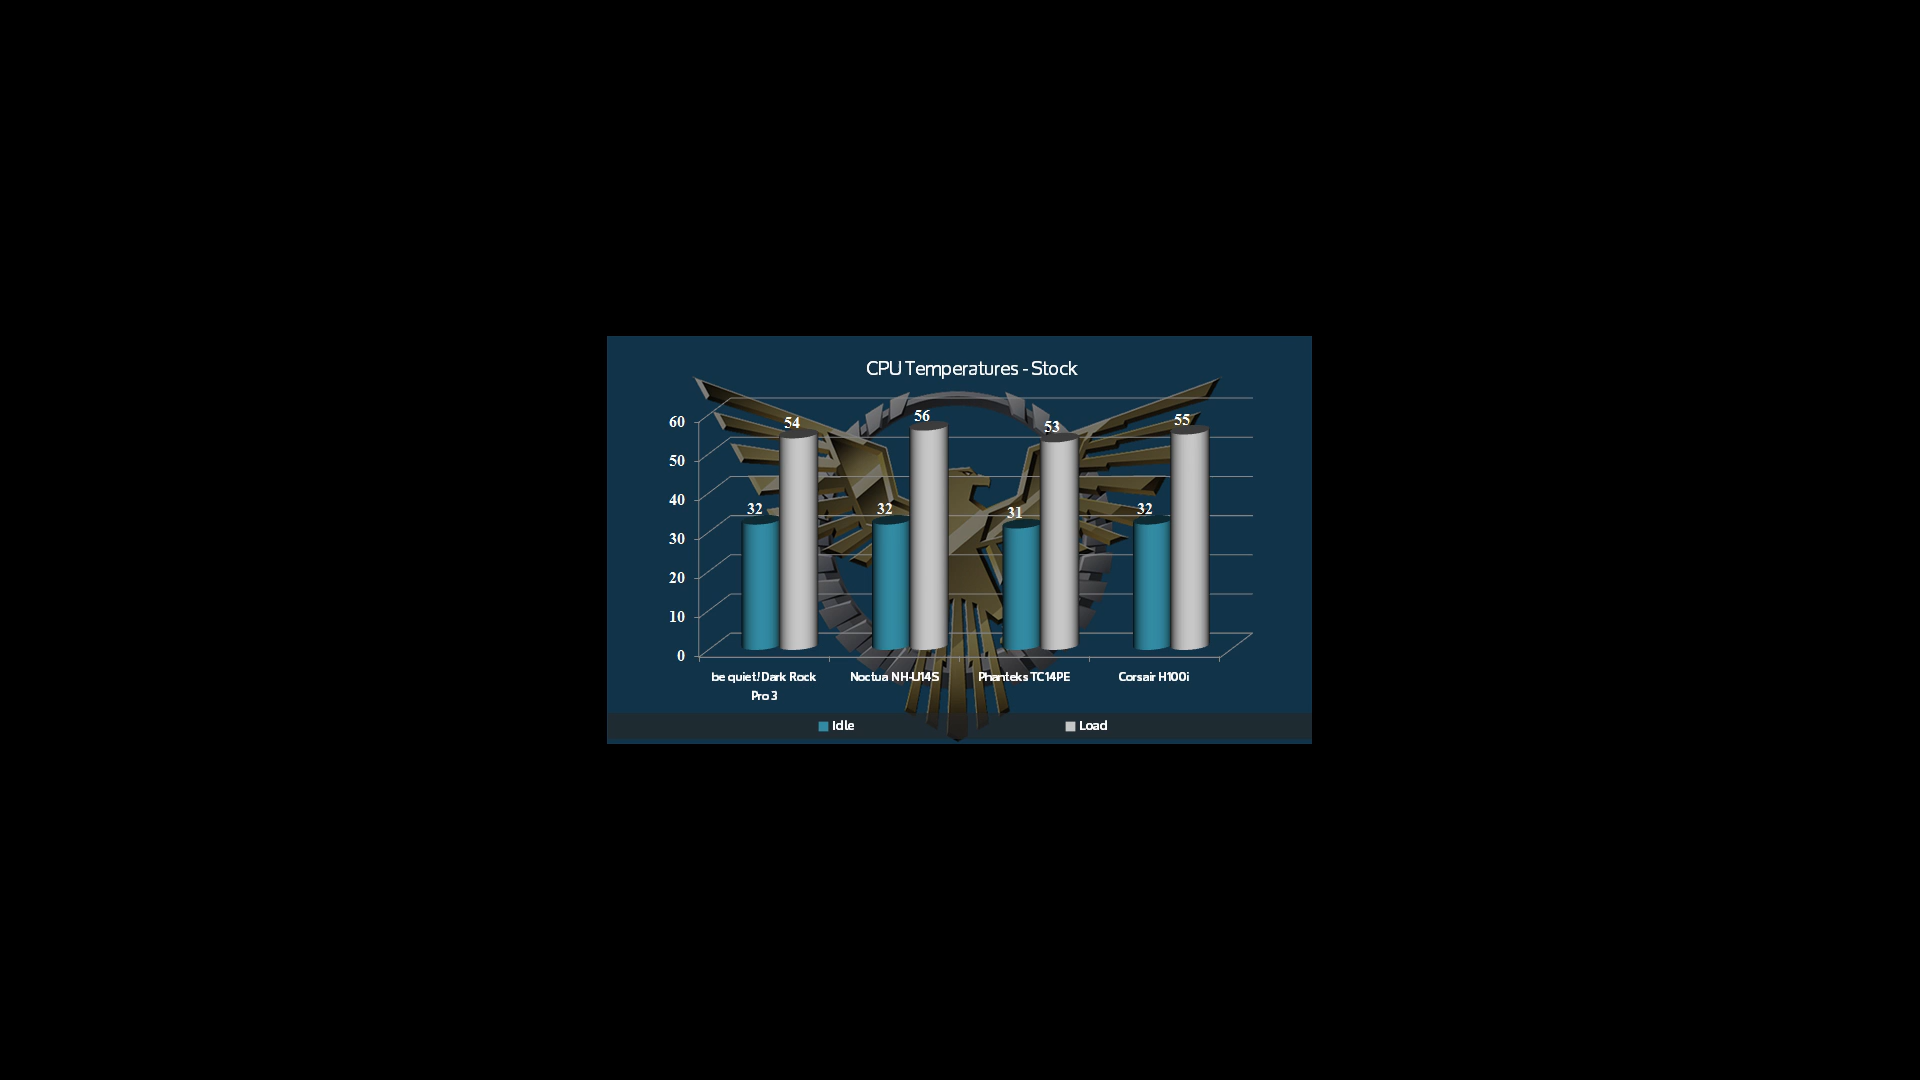 CPU Temperatures - Stock
60
50
40
30
20
10
0
32
54
32
56
31
53
32
55
be quiet! Dark Rock
Pro 3
Noctua NH-U14S
Phanteks TC14PE
Corsair H100i
Idle
Load